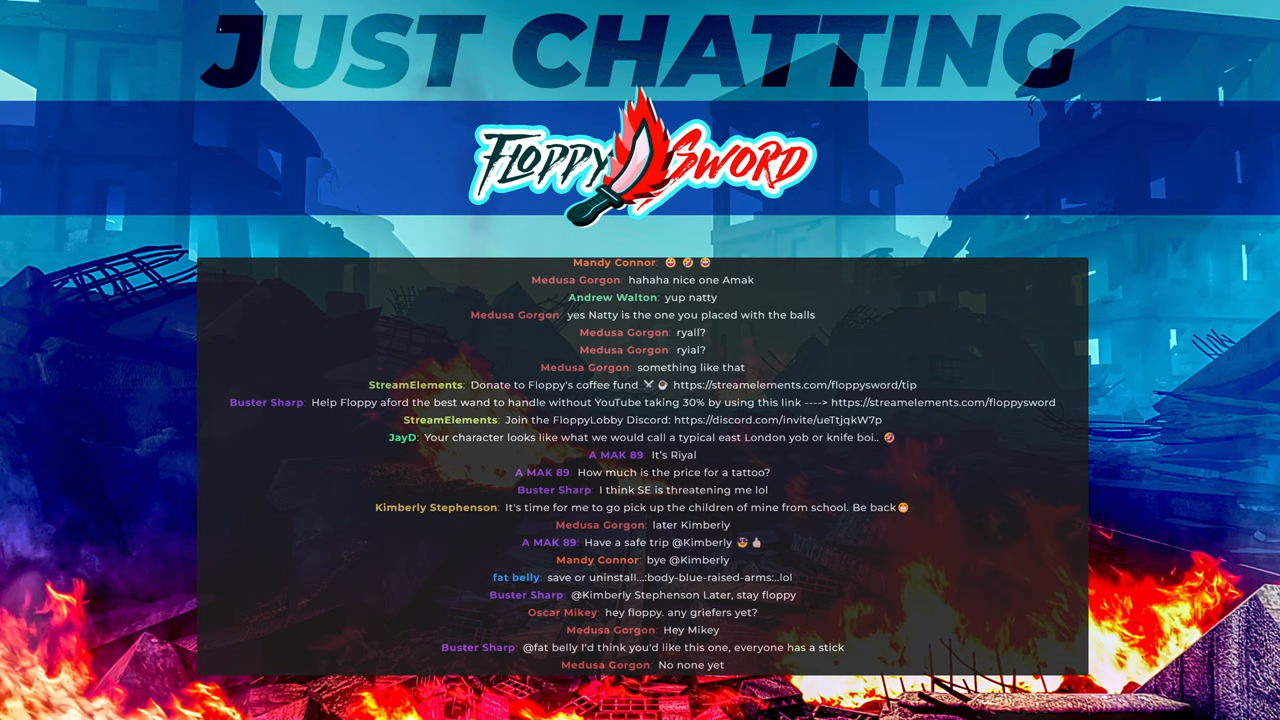 JUST CHATTING
FLOPPY SWORD
Mandy Connor: 😄 🤣 😂
Medusa Gorgon: hahaha nice one Amak
Andrew Walton: yup natty
Medusa Gorgon: yes Natty is the one you placed with the balls
Medusa Gorgon: ryall?
Medusa Gorgon: ryial?
Medusa Gorgon: something like that
StreamElements: Donate to Floppy's coffee fund ⚔️ ☕ https://streamelements.com/floppysword/tip
Buster Sharp: Help Floppy aford the best wand to handle without YouTube taking 30% by using this link ----> https://streamelements.com/floppysword
StreamElements: Join the FloppyLobby Discord: https://discord.com/invite/ueTtjqkW7p
JayD: Your character looks like what we would call a typical east London yob or knife boi.. 🤣
A MAK 89: It’s Riyal
A MAK 89: How much is the price for a tattoo?
Buster Sharp: I think SE is threatening me lol
Kimberly Stephenson: It's time for me to go pick up the children of mine from school. Be back😁
Medusa Gorgon: later Kimberly
A MAK 89: Have a safe trip @Kimberly 😎 👍🏼
Mandy Connor: bye @Kimberly
fat belly: save or uninstall...:body-blue-raised-arms:..lol
Buster Sharp: @Kimberly Stephenson Later, stay floppy
Oscar Mikey: hey floppy. any griefers yet?
Medusa Gorgon: Hey Mikey
Buster Sharp: @fat belly I'd think you'd like this one, everyone has a stick
Medusa Gorgon: No none yet